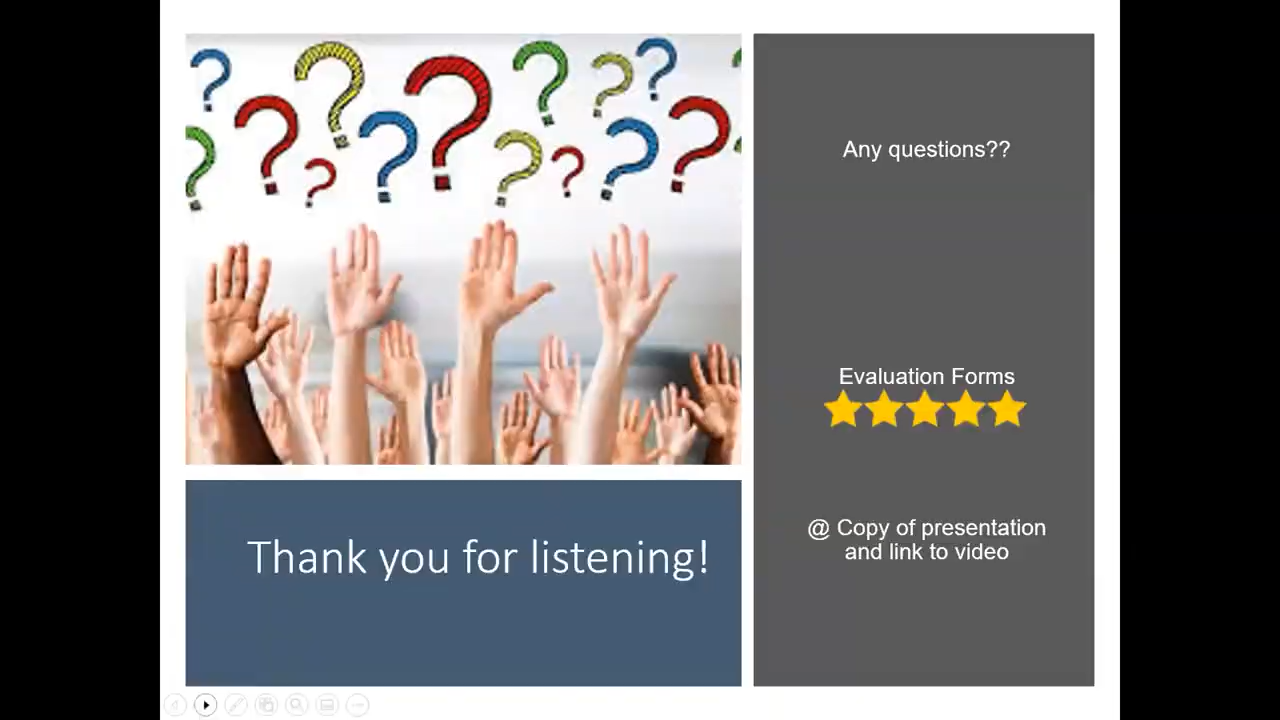 Any questions??
Evaluation Forms
@ Copy of presentation
and link to video
Thank you for listening!